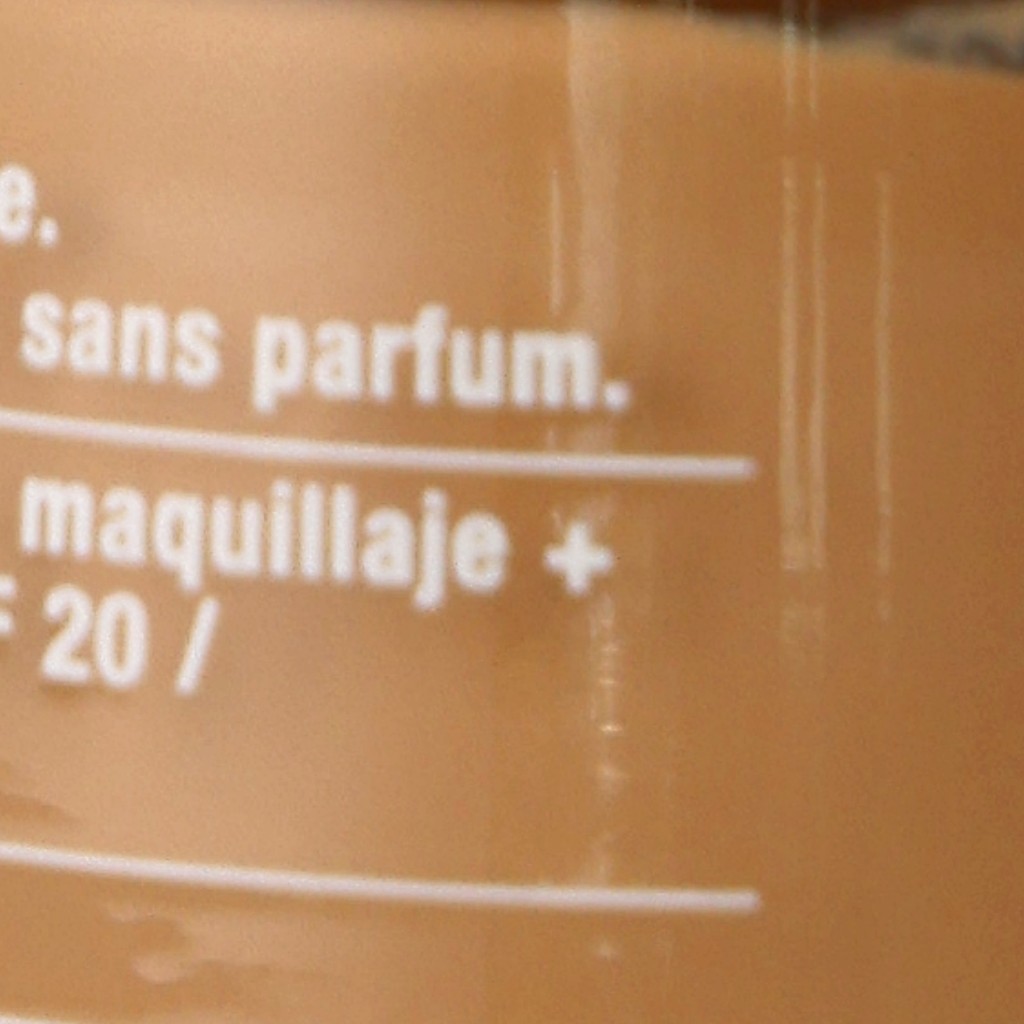 e.
sans parfum.
maquillaje +
F 20 /